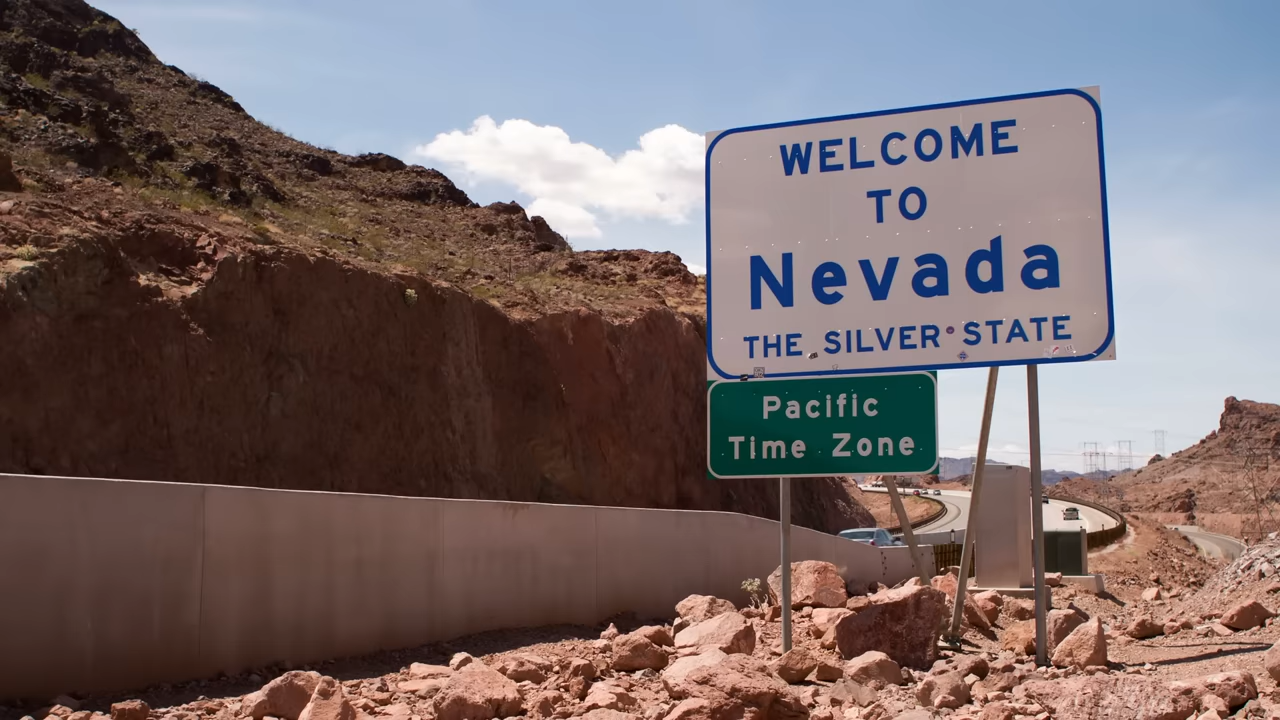 WELCOME
TO
Nevada
THE SILVER STATE
Pacific
Time Zone